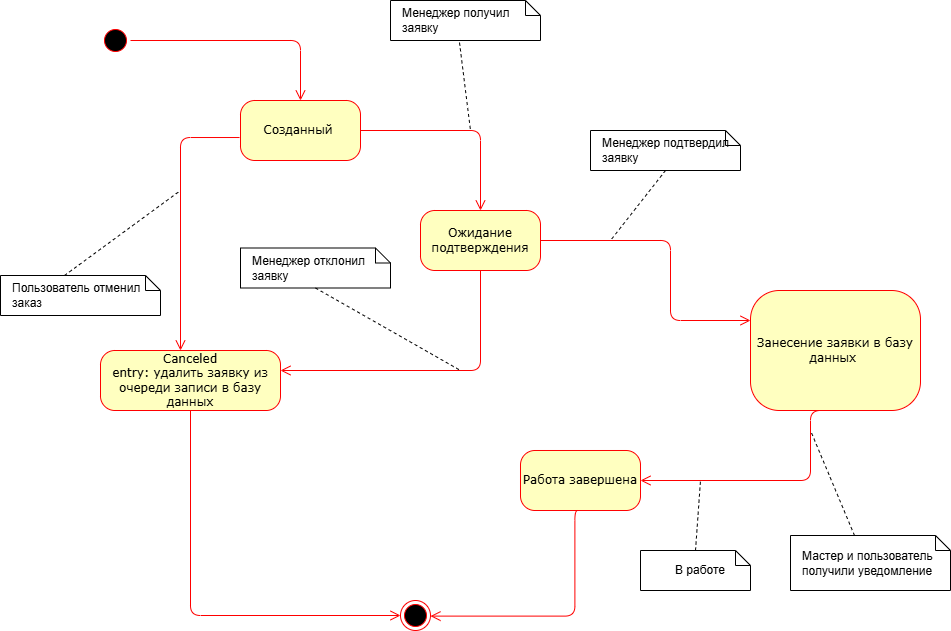 Менеджер получил
заявку
Созданный
Менеджер подтвердил
заявку
Ожидание
подтверждения
Менеджер отклонил
заявку
Пользователь отменил
заказ
Занесение заявки в базу
данных
Canceled
entry: удалить заявку из
очереди записи в базу
данных
Работа завершена
В работе
Мастер и пользователь
получили уведомление